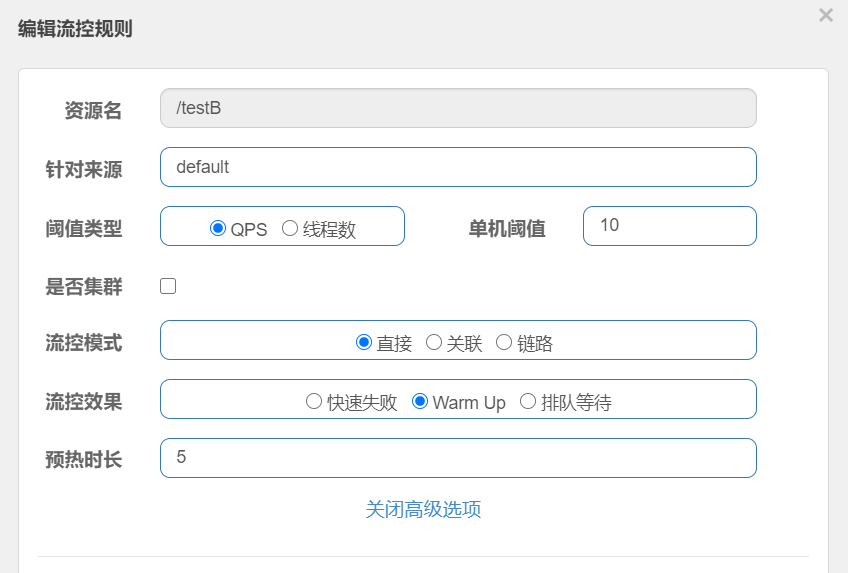 编辑流控规则 ×
资源名 /testB
针对来源 default
阈值类型 QPS 线程数 单机阈值 10
是否集群
流控模式 直接 关联 链路
流控效果 快速失败 Warm Up 排队等待
预热时长 5
关闭高级选项